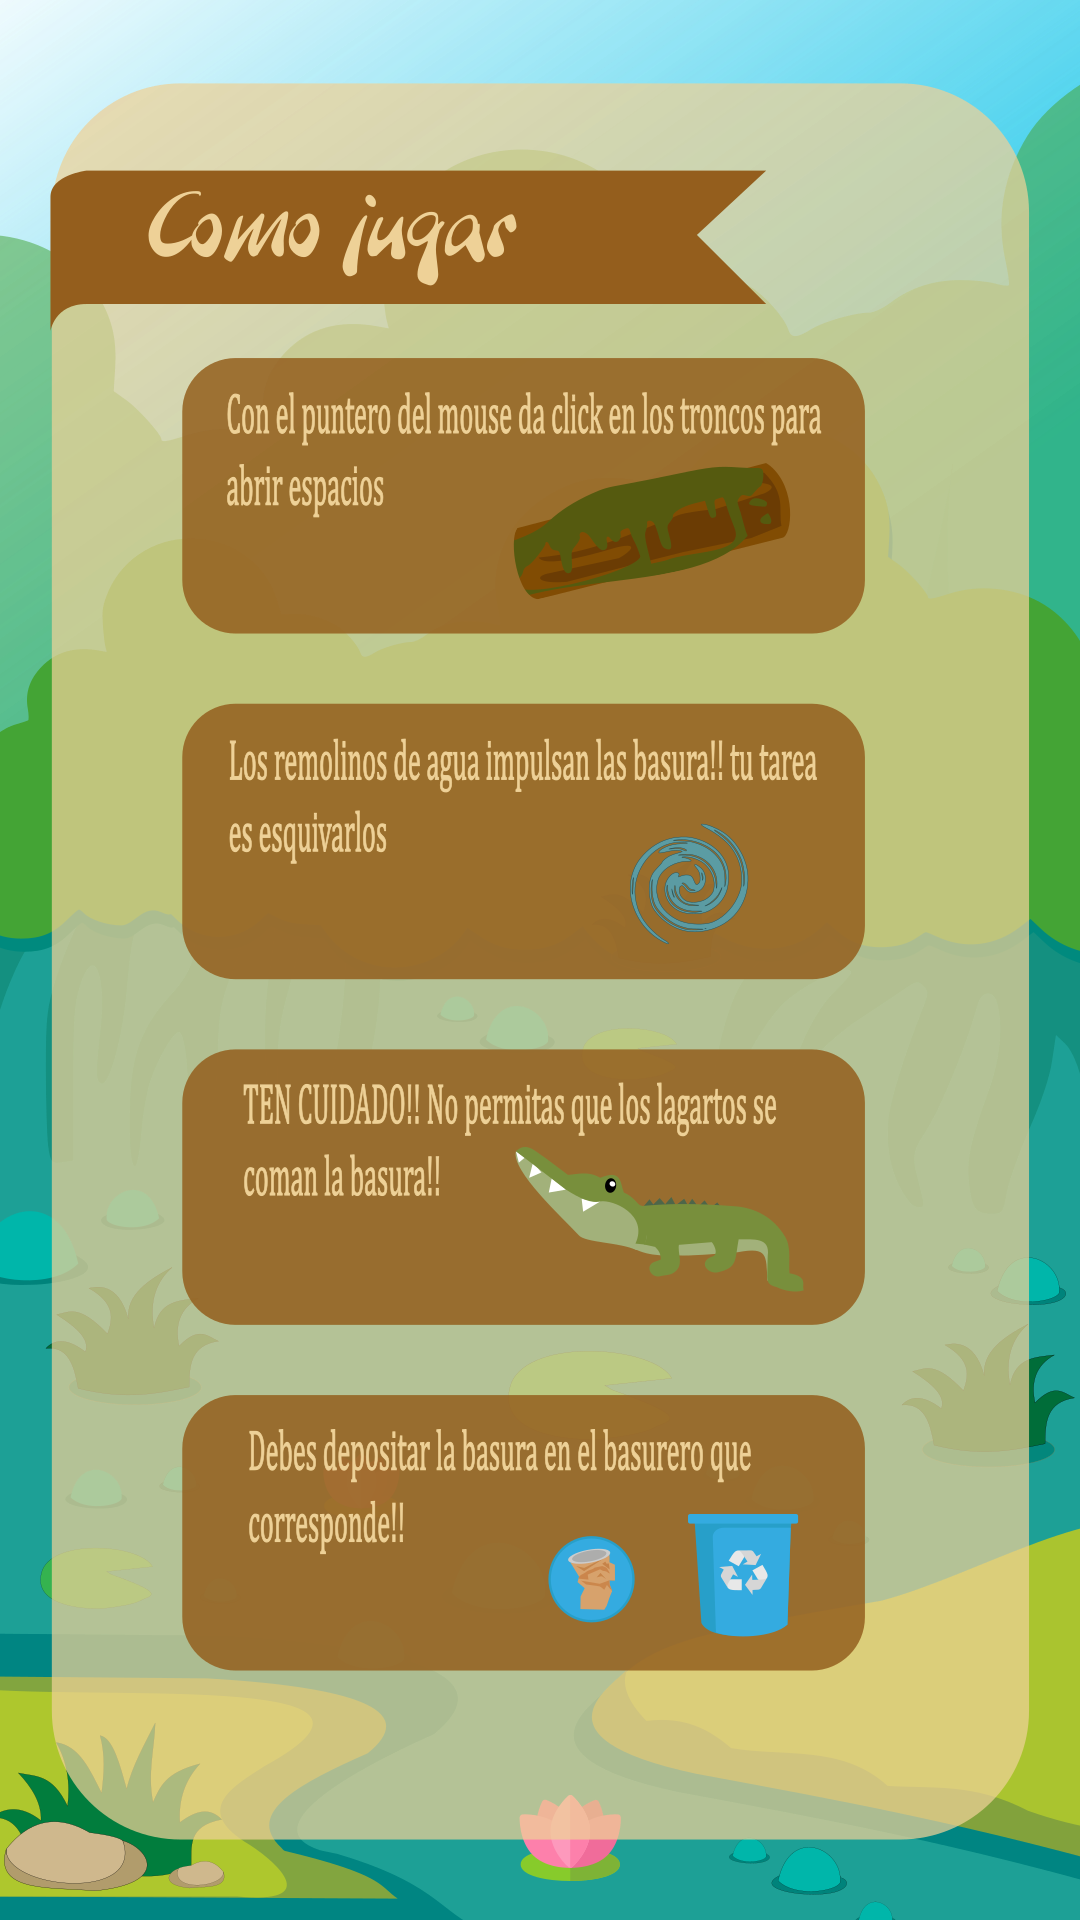 Como jugar
Con el puntero del mouse da click en los troncos para
abrir espacios
Los remolinos de agua impulsan las basura!! tu tarea
es esquivarlos
TEN CUIDADO!! No permitas que los lagartos se
coman la basura!!
Debes depositar la basura en el basurero que
corresponde!!